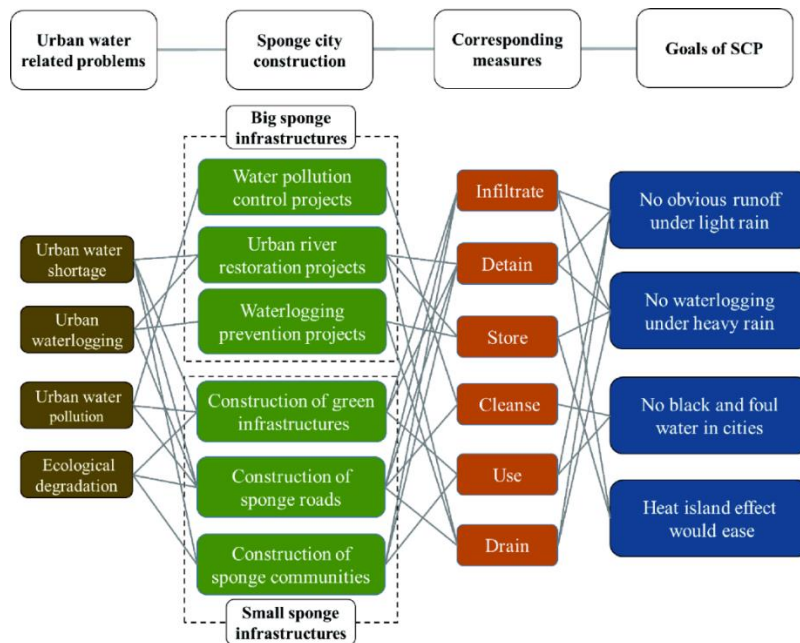 Urban water
related problems
Sponge city
construction
Corresponding
measures
Goals of SCP
Big sponge
infrastructures
Water pollution
control projects
Urban river
restoration projects
Waterlogging
prevention projects
Construction of green
infrastructures
Construction of
sponge roads
Construction of
sponge communities
Small sponge
infrastructures
Urban water
shortage
Urban
waterlogging
Urban water
pollution
Ecological
degradation
Infiltrate
Detain
Store
Cleanse
Use
Drain
No obvious runoff
under light rain
No waterlogging
under heavy rain
No black and foul
water in cities
Heat island effect
would ease